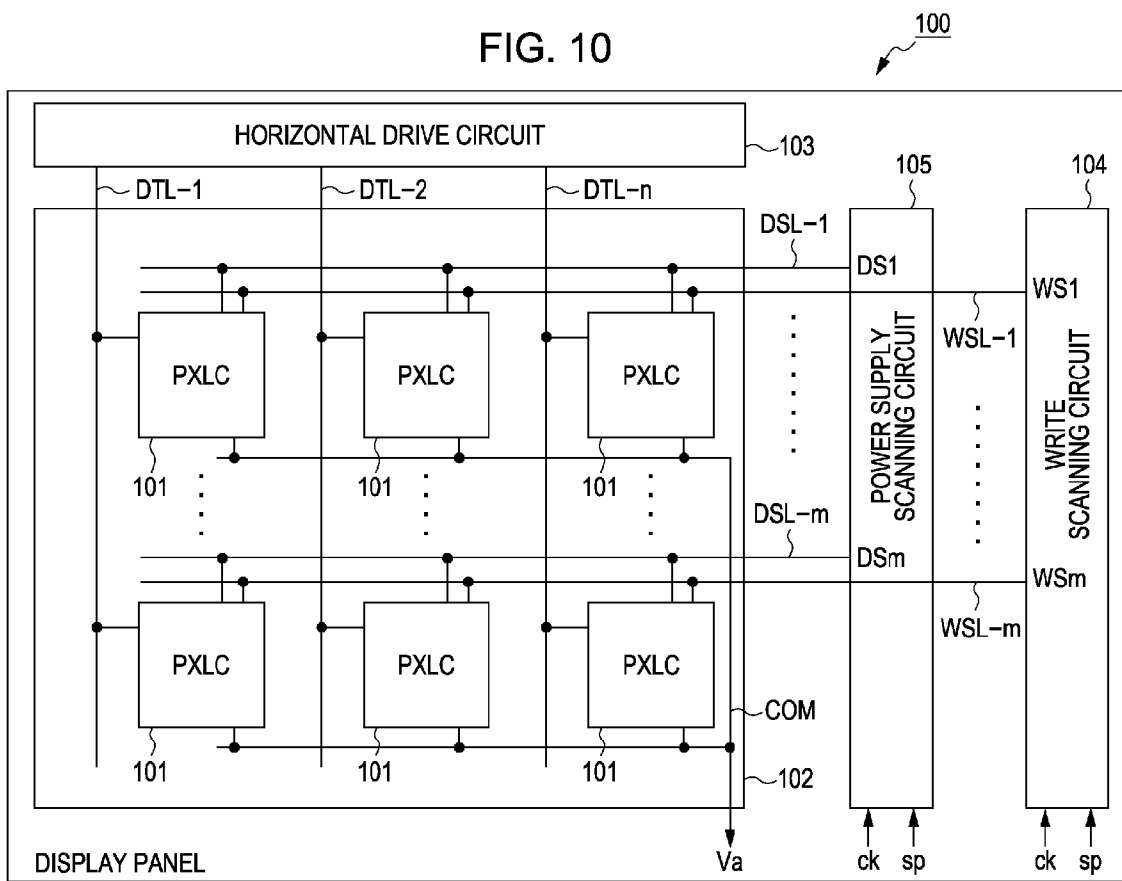 FIG. 10
100
HORIZONTAL DRIVE CIRCUIT
103
DTL-1
DTL-2
DTL-n
105
104
DSL-1
DS1
WS1
WSL-1
PXLC
PXLC
PXLC
POWER SUPPLY
SCANNING CIRCUIT
WRITE
SCANNING CIRCUIT
101
101
101
DSL-m
DSm
WSm
WSL-m
PXLC
PXLC
PXLC
COM
101
101
101
102
DISPLAY PANEL
Va
ck
sp
ck
sp